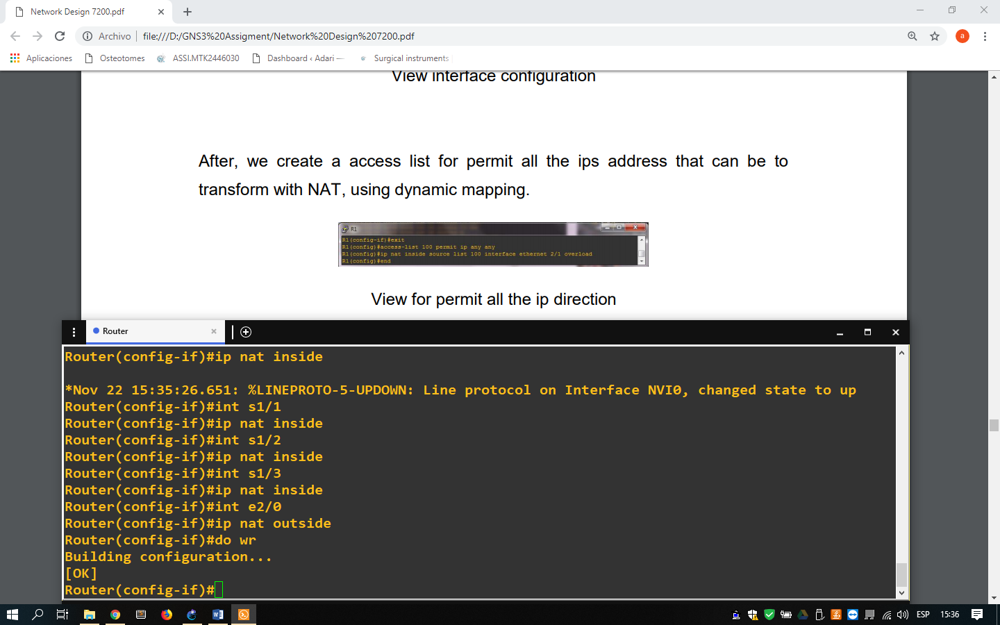 Network Design 7200.pdf
Archivo
file:///D:/GNS3%20Assigment/Network%20Design%207200.pdf
a
Aplicaciones
Osteotomes
ASSI.MTK2446030
Dashboard ‹ Adari —
Surgical instruments
View interface configuration
After, we create a access list for permit all the ips address that can be to
transform with NAT, using dynamic mapping.
R1
R1(config-if)#exit
R1(config)#access-list 100 permit ip any any
R1(config)#ip nat inside source list 100 interface ethernet 2/1 overload
R1(config)#end
View for permit all the ip direction
Router
Router(config-if)#ip nat inside
*Nov 22 15:35:26.651: %LINEPROTO-5-UPDOWN: Line protocol on Interface NVI0, changed state to up
Router(config-if)#int s1/1
Router(config-if)#ip nat inside
Router(config-if)#int s1/2
Router(config-if)#ip nat inside
Router(config-if)#int s1/3
Router(config-if)#ip nat inside
Router(config-if)#int e2/0
Router(config-if)#ip nat outside
Router(config-if)#do wr
Building configuration...
[OK]
Router(config-if)#
ESP
15:36